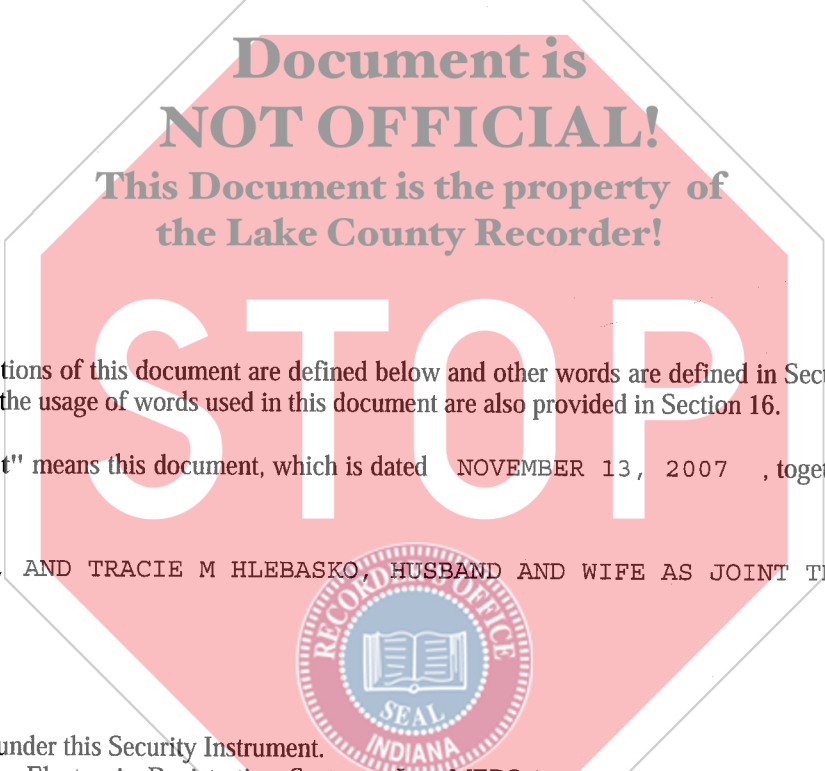 Document is
NOT OFFICIAL!
This Document is the property of
the Lake County Recorder!
STOP
tions of this document are defined below and other words are defined in Sect
the usage of words used in this document are also provided in Section 16.
t" means this document, which is dated NOVEMBER 13, 2007 , toget
, AND TRACIE M HLEBASKO, HUSBAND AND WIFE AS JOINT TE
RECORDER'S OFFICE
SEAL
INDIANA
under this Security Instrument.